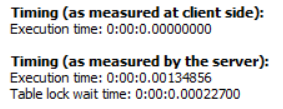 Timing (as measured at client side):
Execution time: 0:00:0.00000000
Timing (as measured by the server):
Execution time: 0:00:0.00134856
Table lock wait time: 0:00:0.00022700